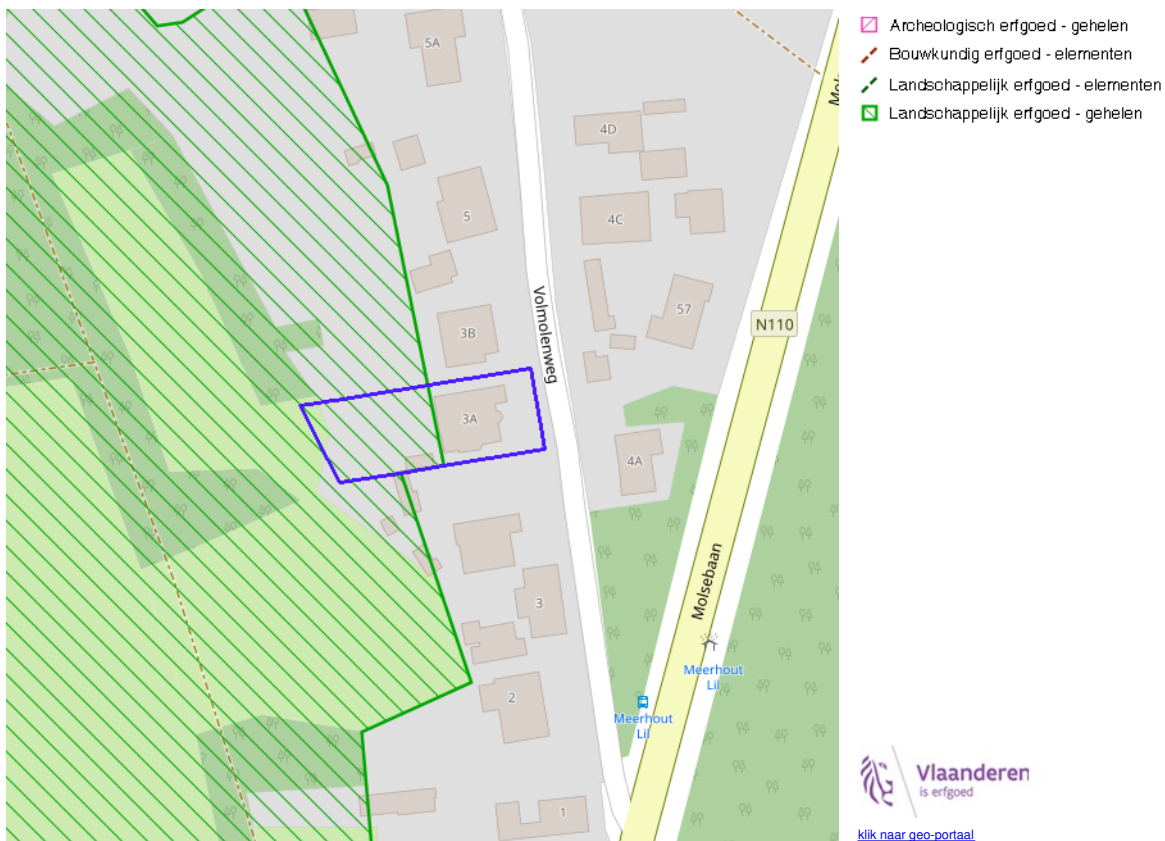 Archeologisch erfgoed - gehelen
Bouwkundig erfgoed - elementen
Landschappelijk erfgoed - elementen
Landschappelijk erfgoed - gehelen
5A
4D
5
4C
Volmolenweg
57
3B
N110
3A
4A
Molsebaan
3
Meerhout
Lil
2
Meerhout
Lil
1
Vlaanderen
is erfgoed
klik naar geo-portaal